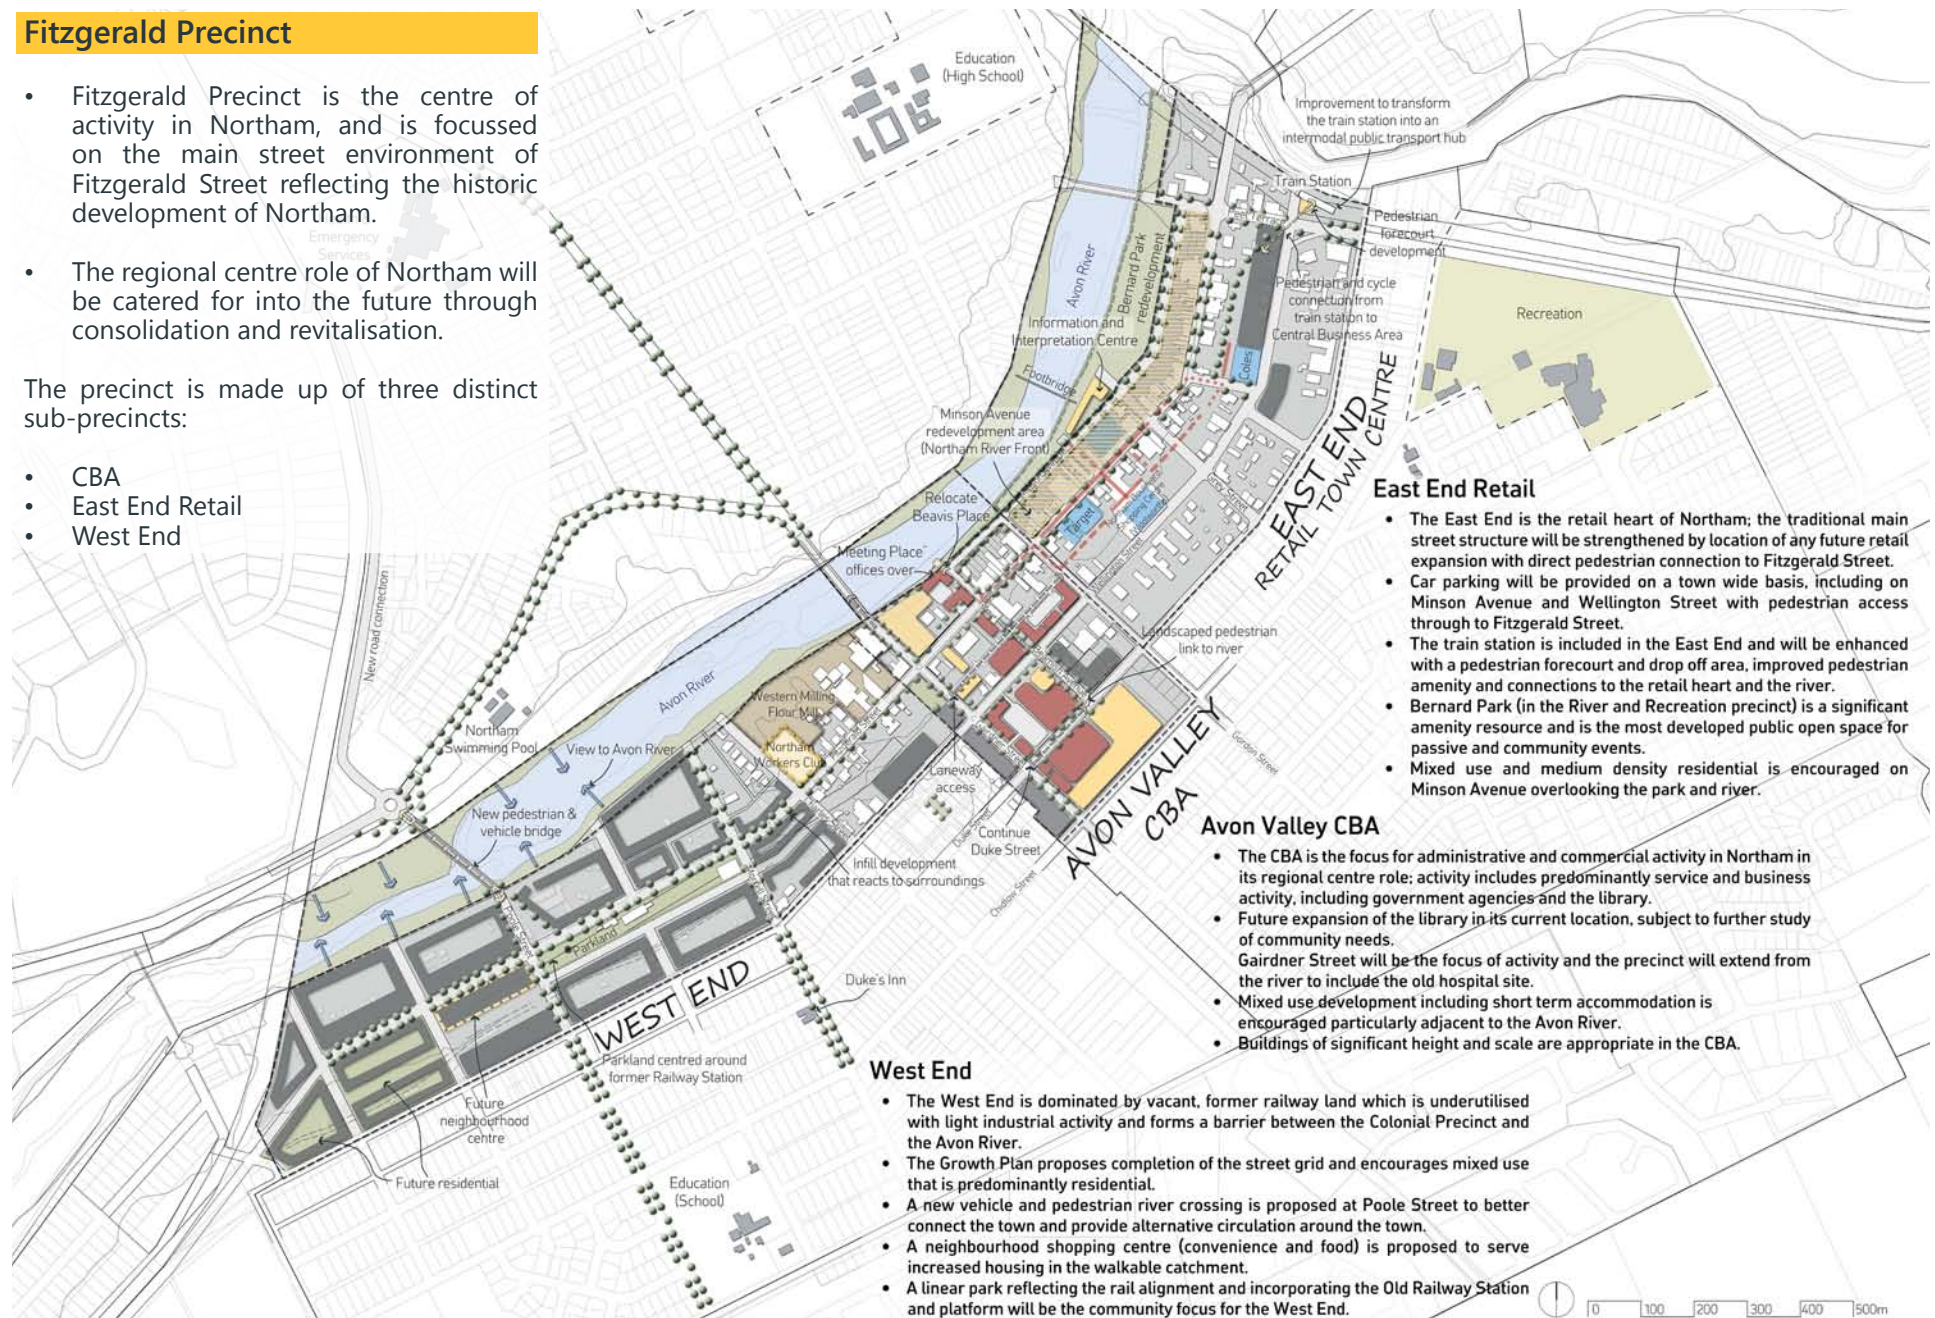 Fitzgerald Precinct
• Fitzgerald Precinct is the centre of
activity in Northam, and is focussed
on the main street environment of
Fitzgerald Street reflecting the historic
development of Northam.
• The regional centre role of Northam will
be catered for into the future through
consolidation and revitalisation.
The precinct is made up of three distinct
sub-precincts:
• CBA
• East End Retail
• West End
Emergency
Services
Education
(High School)
Improvement to transform
the train station into an
intermodal public transport hub
Train Station
Pedestrian
forecourt
development
Pedestrian and cycle
connection from
train station to
Central Business Area
Recreation
Avon River
Bernard Park
redevelopment
Information and
Interpretation Centre
Footbridge
Coles
Minson Avenue
redevelopment area
(Northam River Front)
Relocate
Beavis Place
Target
Meeting Place
offices over
Wellington Street
EAST END
RETAIL TOWN CENTRE
Landscaped pedestrian
link to river
New road connection
Avon River
Western Milling
Flour Mill
Northam
Workers Club
Northam
Swimming Pool
View to Avon River
Gordon Street
Laneway
access
AVON VALLEY
CBA
New pedestrian &
vehicle bridge
Duke Street
Continue
Duke Street
Infill development
that reacts to surroundings
Chidlow Street
Poole Street
Parkland
Duke's Inn
WEST END
Parkland centred around
former Railway Station
Future
neighbourhood
centre
Future residential
Education
(School)
East End Retail
• The East End is the retail heart of Northam; the traditional main
street structure will be strengthened by location of any future retail
expansion with direct pedestrian connection to Fitzgerald Street.
• Car parking will be provided on a town wide basis, including on
Minson Avenue and Wellington Street with pedestrian access
through to Fitzgerald Street.
• The train station is included in the East End and will be enhanced
with a pedestrian forecourt and drop off area, improved pedestrian
amenity and connections to the retail heart and the river.
• Bernard Park (in the River and Recreation precinct) is a significant
amenity resource and is the most developed public open space for
passive and community events.
• Mixed use and medium density residential is encouraged on
Minson Avenue overlooking the park and river.
Avon Valley CBA
• The CBA is the focus for administrative and commercial activity in Northam in
its regional centre role; activity includes predominantly service and business
activity, including government agencies and the library.
• Future expansion of the library in its current location, subject to further study
of community needs.
Gairdner Street will be the focus of activity and the precinct will extend from
the river to include the old hospital site.
• Mixed use development including short term accommodation is
encouraged particularly adjacent to the Avon River.
• Buildings of significant height and scale are appropriate in the CBA.
West End
• The West End is dominated by vacant, former railway land which is underutilised
with light industrial activity and forms a barrier between the Colonial Precinct and
the Avon River.
• The Growth Plan proposes completion of the street grid and encourages mixed use
that is predominantly residential.
• A new vehicle and pedestrian river crossing is proposed at Poole Street to better
connect the town and provide alternative circulation around the town.
• A neighbourhood shopping centre (convenience and food) is proposed to serve
increased housing in the walkable catchment.
• A linear park reflecting the rail alignment and incorporating the Old Railway Station
and platform will be the community focus for the West End.
0 100 200 300 400 500m